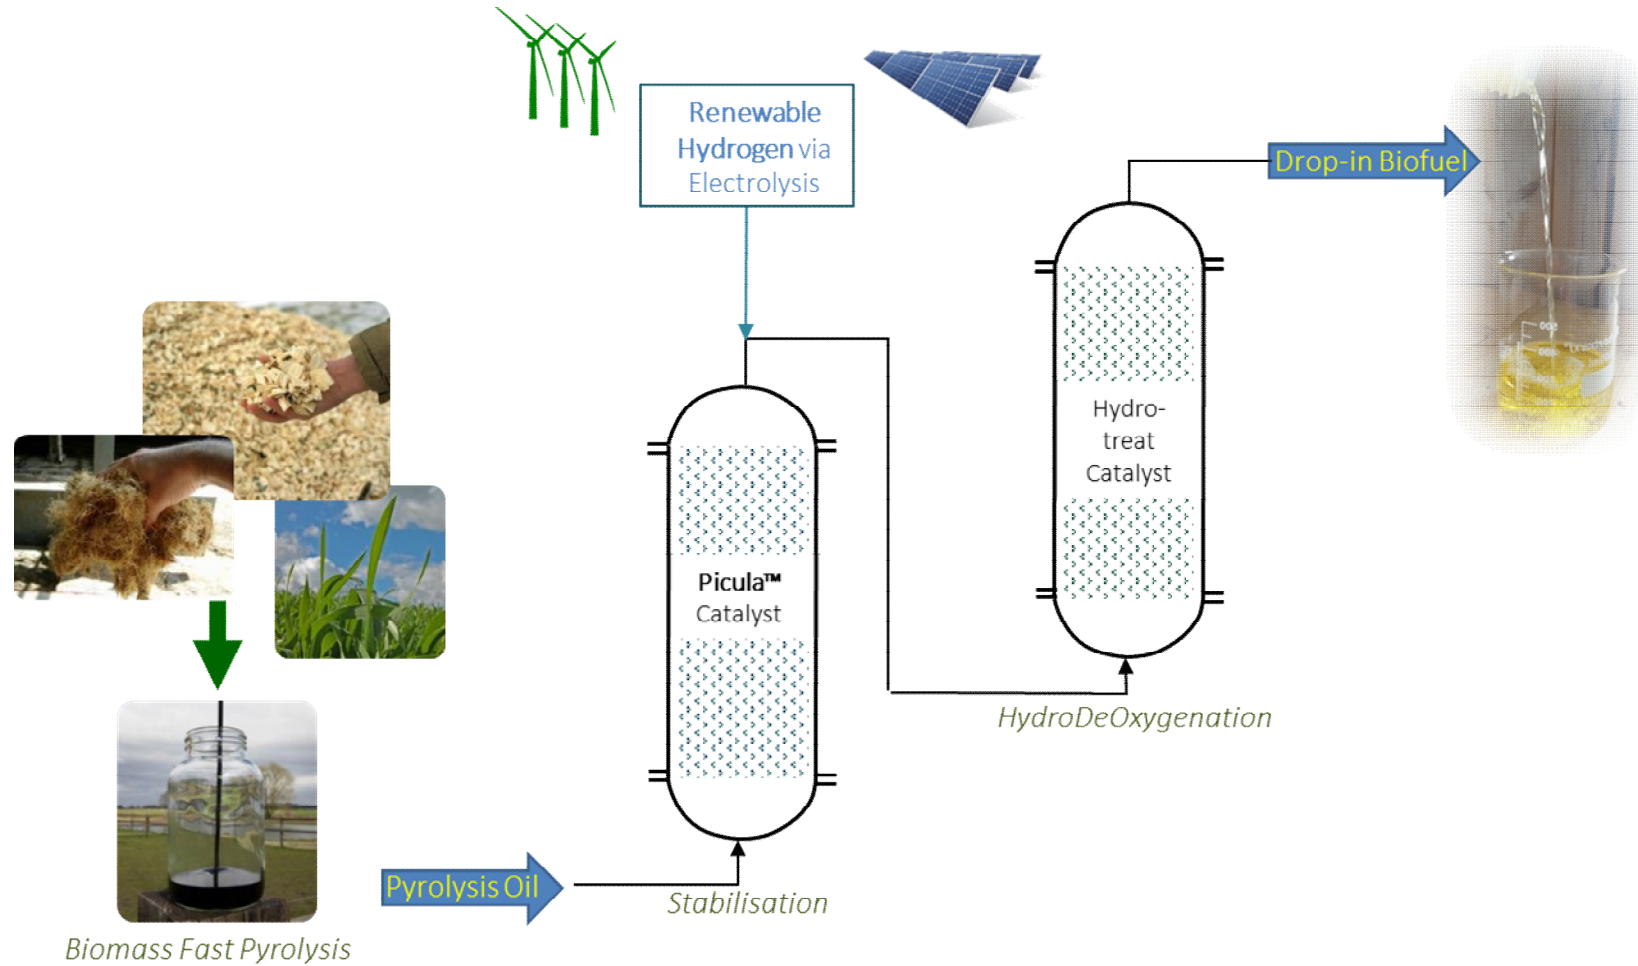 Renewable
Hydrogen via
Electrolysis
Drop-in Biofuel
Hydro-
treat
Catalyst
Picula™
Catalyst
HydroDeOxygenation
Pyrolysis Oil
Stabilisation
Biomass Fast Pyrolysis